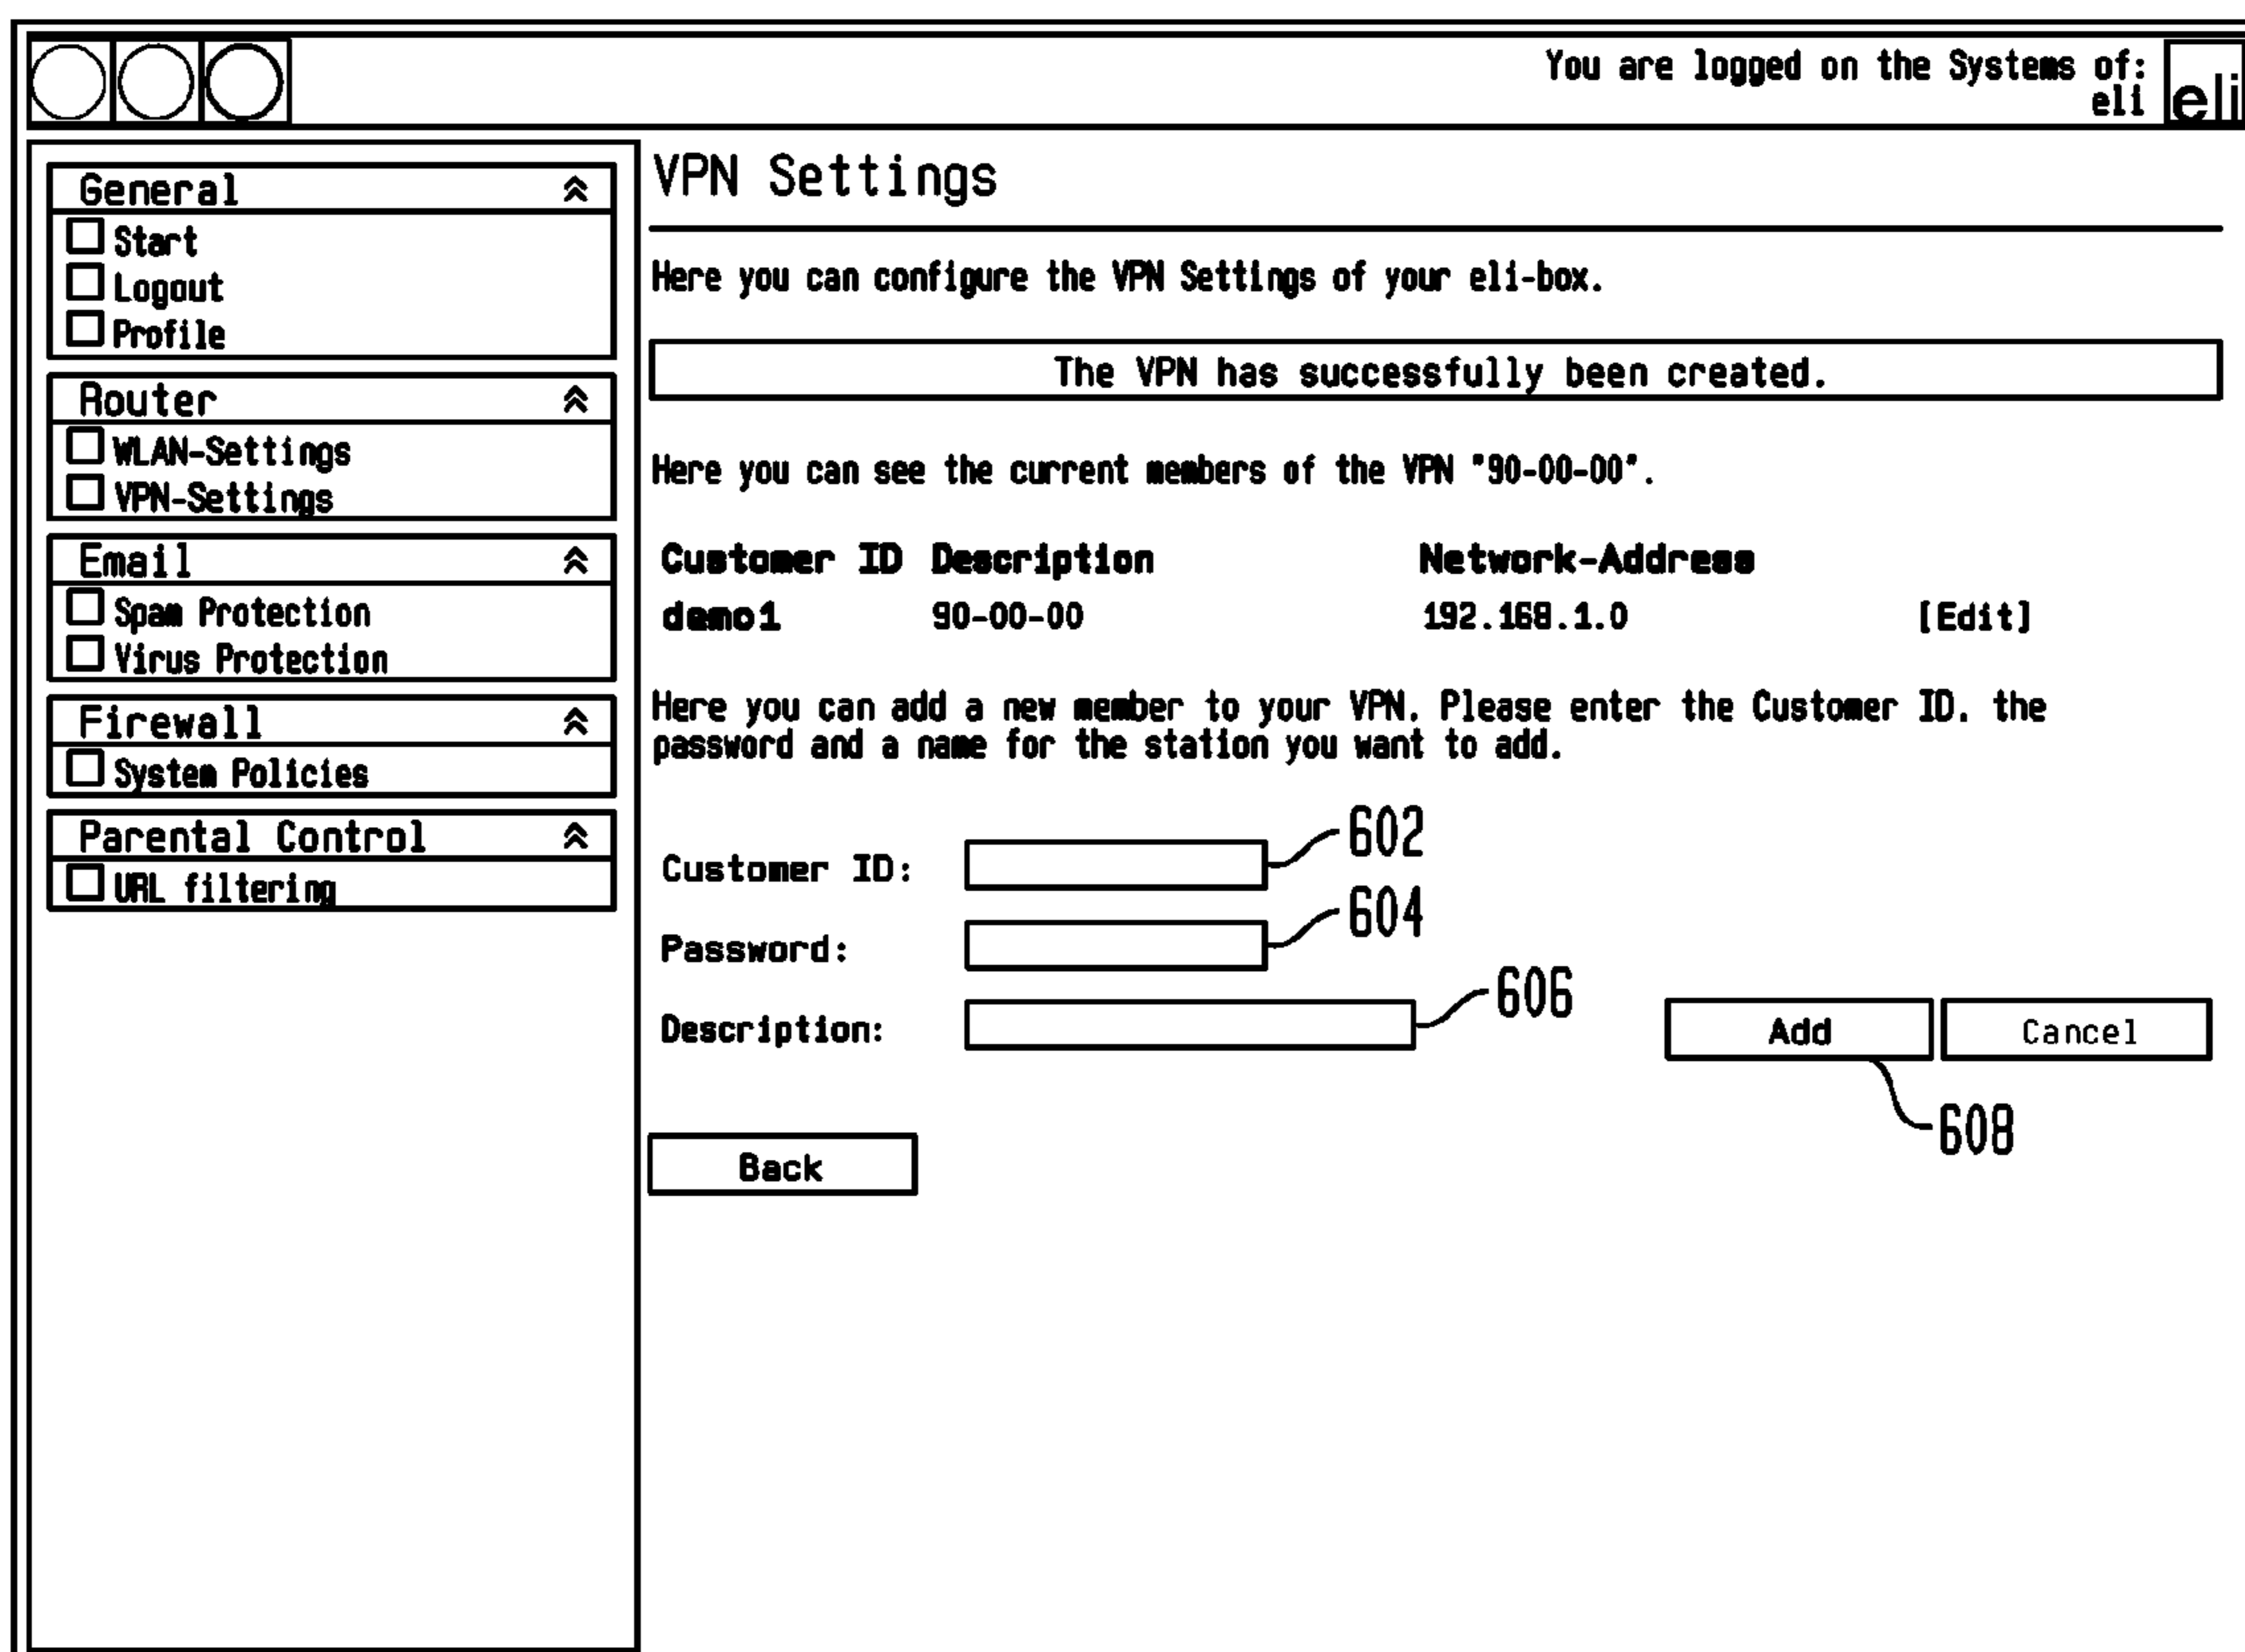 You are logged on the Systems of:
eli
eli
General
Start
Logout
Profile
Router
WLAN-Settings
VPN-Settings
Email
Spam Protection
Virus Protection
Firewall
System Policies
Parental Control
URL filtering
VPN Settings
Here you can configure the VPN Settings of your eli-box.
The VPN has successfully been created.
Here you can see the current members of the VPN "90-00-00".
Customer ID Description Network-Address
demo1 90-00-00 192.168.1.0 [Edit]
Here you can add a new member to your VPN. Please enter the Customer ID. the
password and a name for the station you want to add.
Customer ID: 602
Password: 604
Description: 606
Add Cancel
608
Back